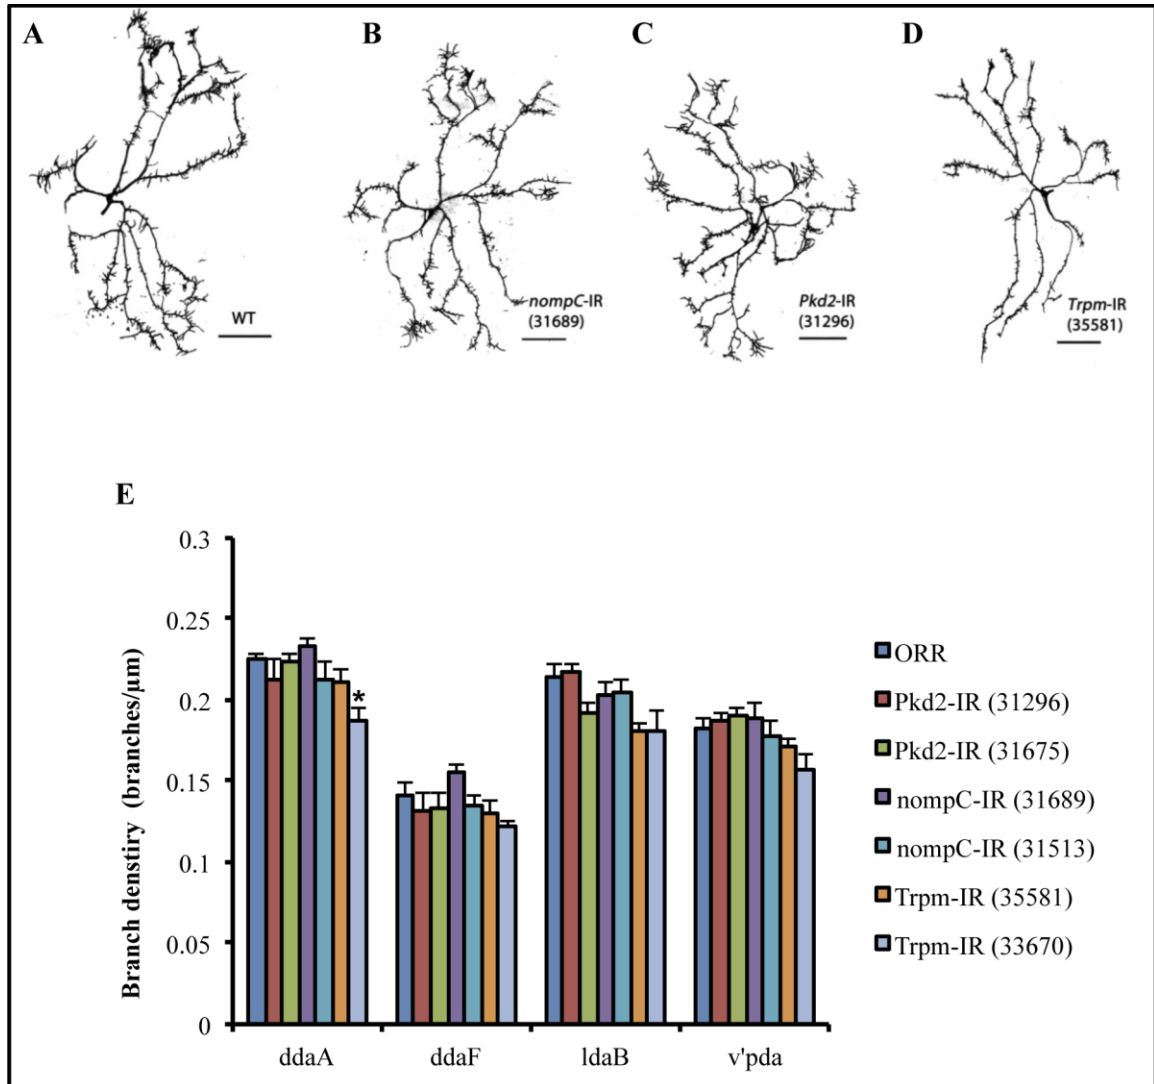 A
B
C
D
WT
nompC-IR
(31689)
Pkd2-IR
(31296)
Trpm-IR
(35581)
E
Branch denstiry (branches/µm)
0.3
0.25
0.2
0.15
0.1
0.05
0
*
ddaA
ddaF
ldaB
v'pda
ORR
Pkd2-IR (31296)
Pkd2-IR (31675)
nompC-IR (31689)
nompC-IR (31513)
Trpm-IR (35581)
Trpm-IR (33670)